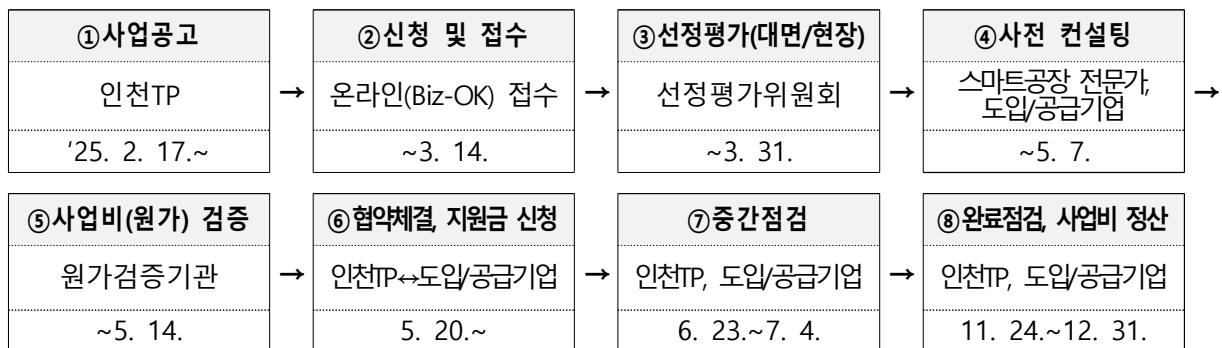 ①사업공고
②신청 및 접수
③선정평가(대면/현장)
④사전 컨설팅
인천TP
→
온라인(Biz-OK) 접수
→
선정평가위원회
→
스마트공장 전문가,
도입/공급기업
→
'25. 2. 17.~
~3. 14.
~3. 31.
~5. 7.
⑤사업비(원가) 검증
⑥협약체결, 지원금 신청
⑦중간점검
⑧완료점검, 사업비 정산
원가검증기관
→
인천TP↔도입/공급기업
→
인천TP, 도입/공급기업
→
인천TP, 도입/공급기업
~5. 14.
5. 20.~
6. 23.~7. 4.
11. 24.~12. 31.